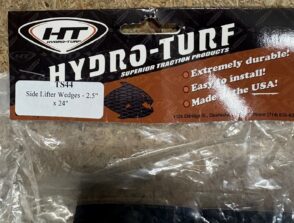 HT
HYDRO-TURF
HYDRO-TURF
SUPERIOR TRACTION PRODUCTS
Extremely durable!
Easy to install!
Made in the USA!
TS44
Side Lifter Wedges - 2.5"
x 24"